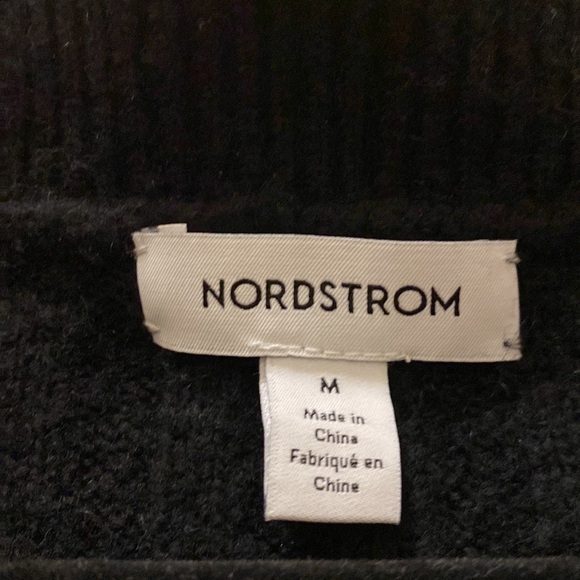 NORDSTROM
M
Made in
China
Fabriqué en
Chine